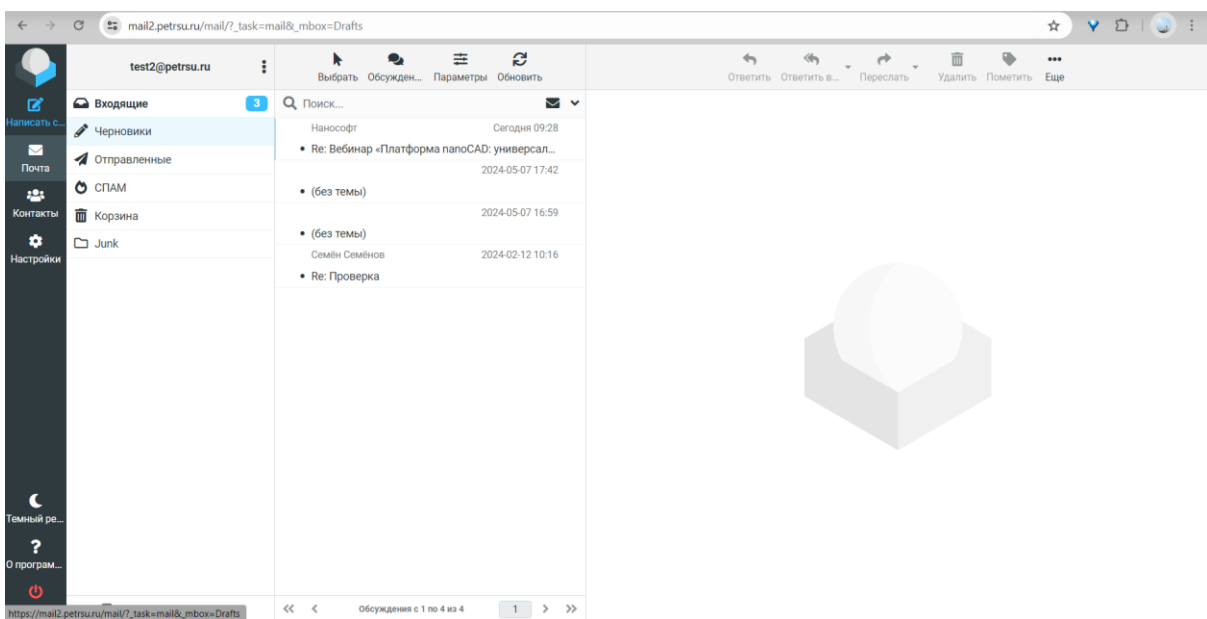 mail2.petrsu.ru/mail/?_task=mail&_mbox=Drafts
test2@petrsu.ru
Выбрать Обсужден... Параметры Обновить
Ответить Ответить в... Переслать Удалить Пометить Еще
Написать с...
Почта
Контакты
Настройки
Темный ре...
О програм...
Входящие 3
Черновики
Отправленные
СПАМ
Корзина
Junk
Поиск...
Нанософт Сегодня 09:28
Re: Вебинар «Платформа nanoCAD: универсал...
2024-05-07 17:42
(без темы)
2024-05-07 16:59
(без темы)
Семён Семёнов 2024-02-12 10:16
Re: Проверка
Обсуждения с 1 по 4 из 4 1
https://mail2.petrsu.ru/mail/?_task=mail&_mbox=Drafts